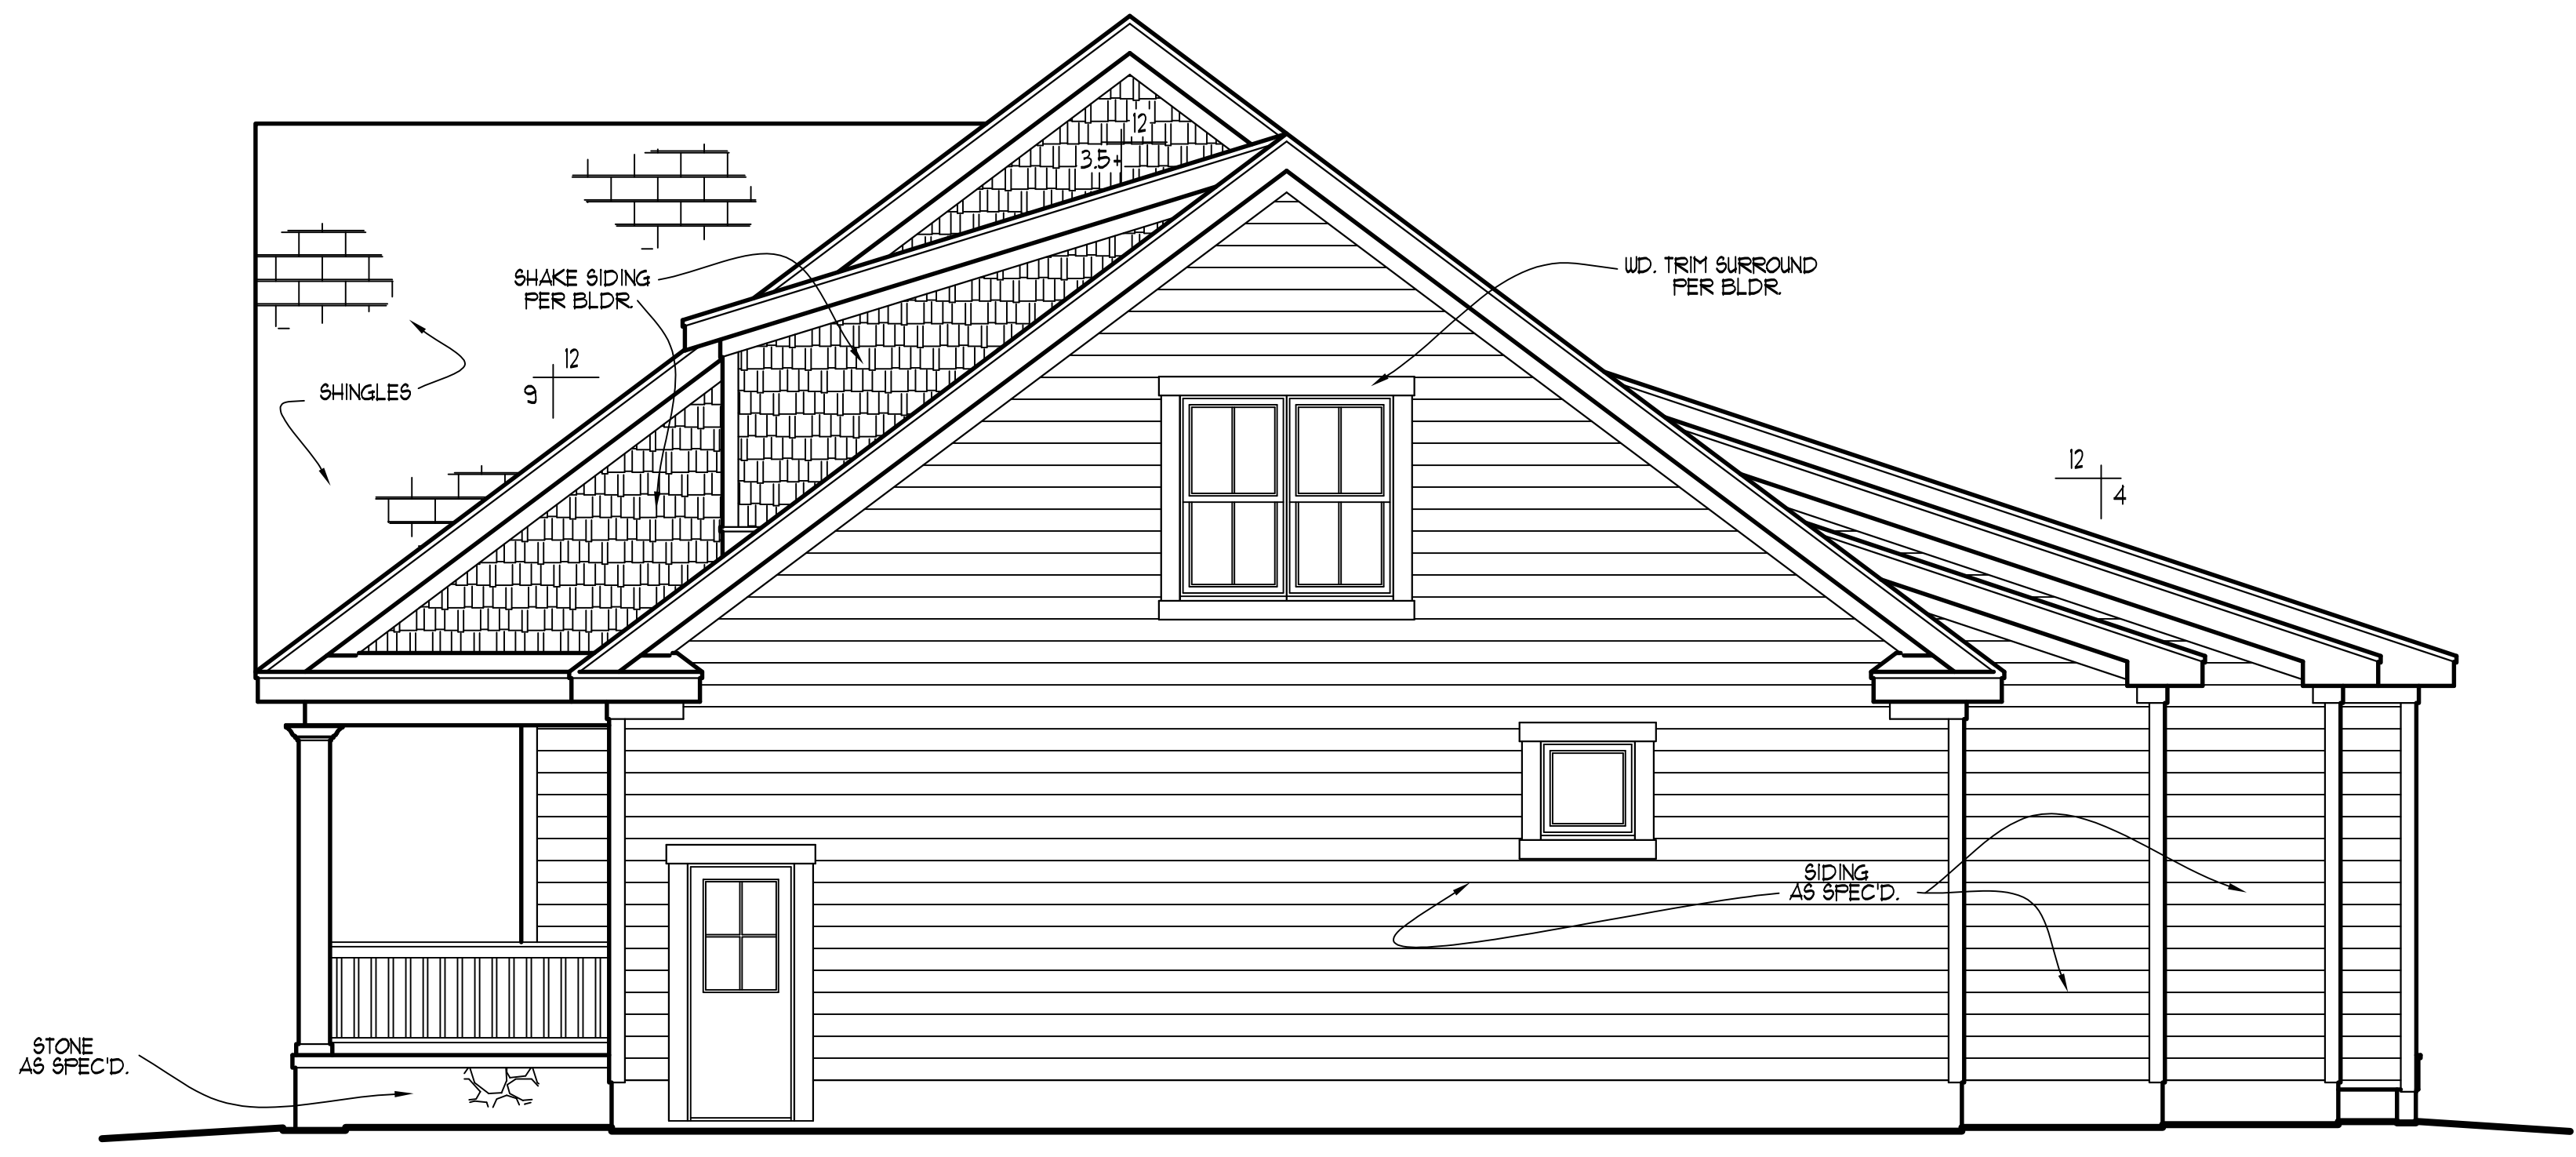 12
3.5+
SHAKE SIDING
PER BLDR.
WD. TRIM SURROUND
PER BLDR.
12
9
SHINGLES
12
4
SIDING
AS SPEC'D.
STONE
AS SPEC'D.